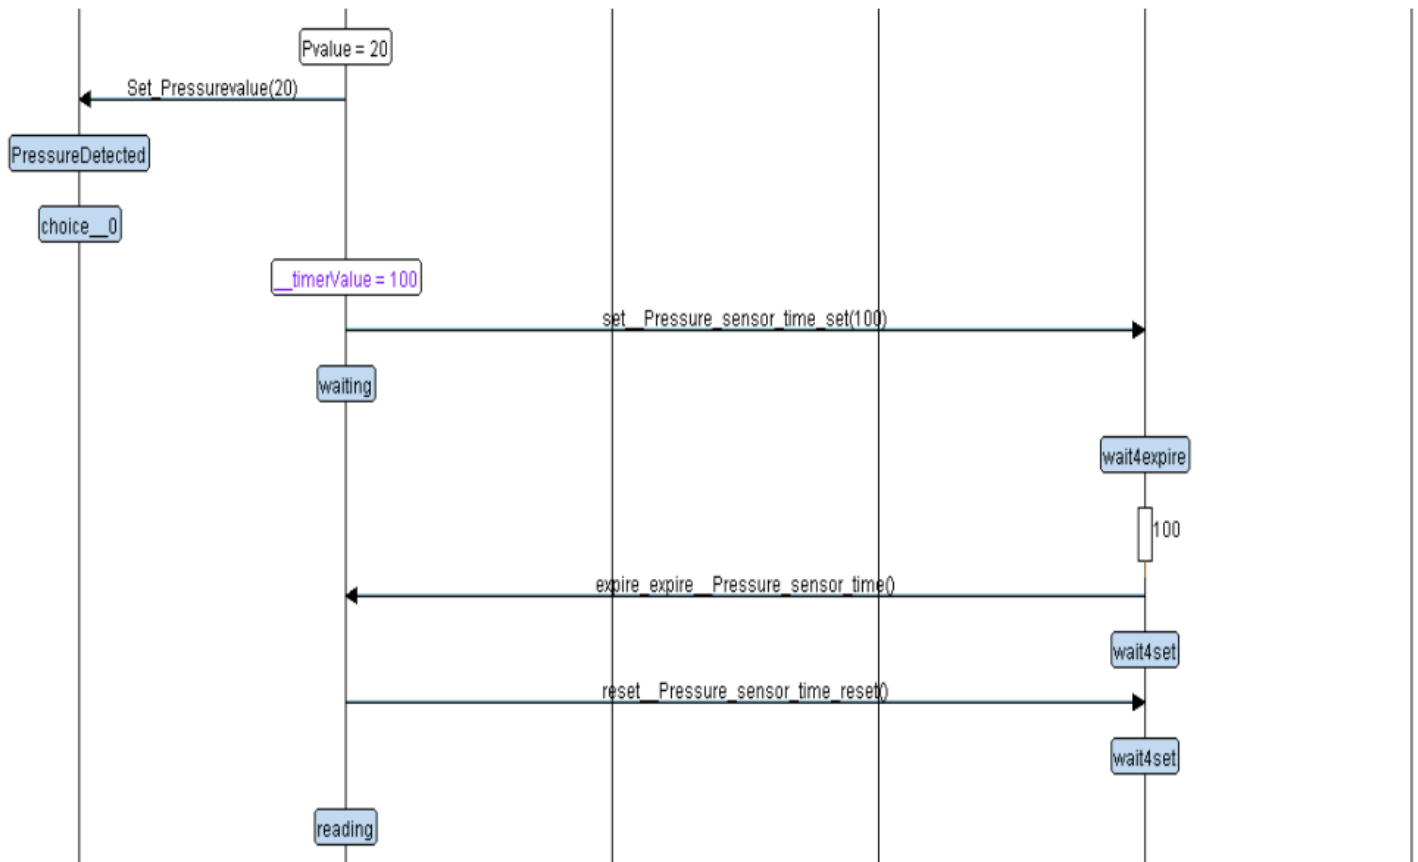 Pvalue = 20
Set_Pressurevalue(20)
PressureDetected
choice__0
__timerValue = 100
set__Pressure_sensor_time_set(100)
waiting
wait4expire
100
expire_expire__Pressure_sensor_time()
wait4set
reset__Pressure_sensor_time_reset()
wait4set
reading